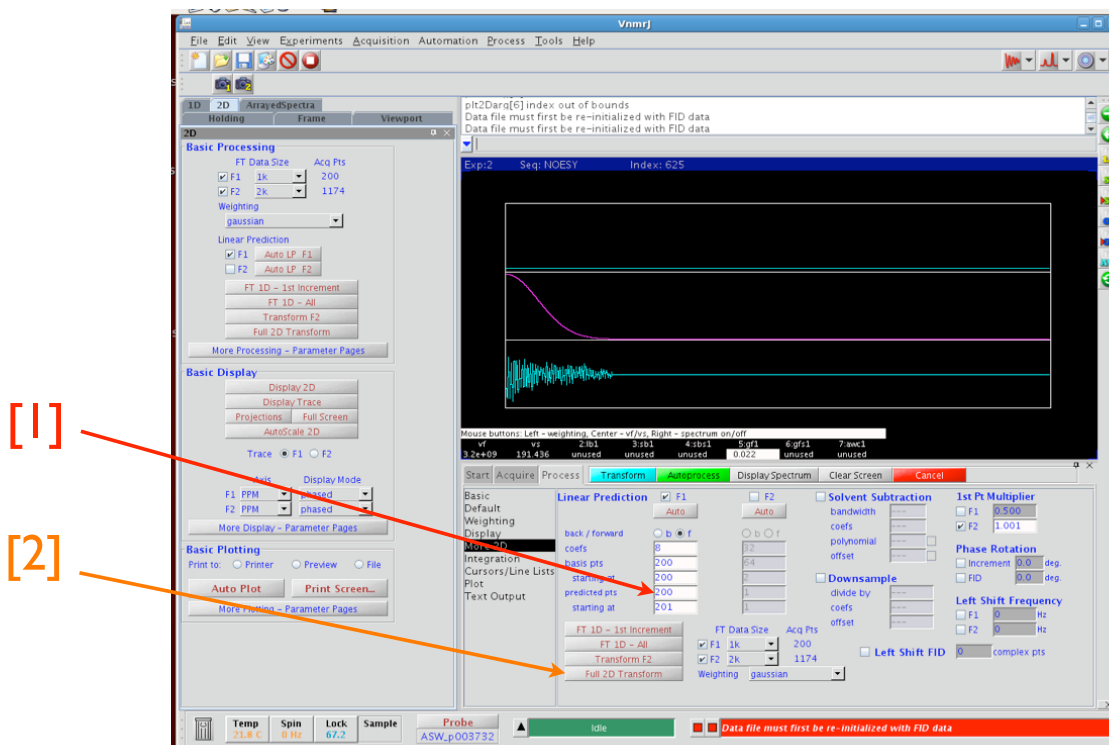 VnmrJ
File Edit View Experiments Acquisition Automation Process Tools Help
1D 2D ArrayedSpectra
Holding Frame Viewport
2D
Basic Processing
FT Data Size Acq Pts
F1 1k 200
F2 2k 1174
Weighting
gaussian
Linear Prediction
F1 Auto LP F1
F2 Auto LP F2
FT 1D - 1st Increment
FT 1D - All
Transform F2
Full 2D Transform
More Processing - Parameter Pages
Basic Display
Display 2D
Display Trace
Projections Full Screen
AutoScale 2D
Trace F1 F2
Axis Display Mode
F1 PPM phased
F2 PPM phased
More Display - Parameter Pages
Basic Plotting
Print to: Printer Preview File
Auto Plot Print Screen...
More Plotting - Parameter Pages
[1]
[2]
plt2Darg[6] index out of bounds
Data file must first be re-initialized with FID data
Data file must first be re-initialized with FID data
Exp:2 Seq: NOESY Index: 625
Mouse buttons: Left - weighting, Center - vf/vs, Right - spectrum on/off
vf vs 2:lb1 3:sb1 4:sbs1 5:gf1 6:gfs1 7:awc1
3.2e+09 191.436 unused unused unused 0.022 unused unused
Start Acquire Process Transform Autoprocess Display Spectrum Clear Screen Cancel
Basic
Default
Weighting
Display
More 2D
Integration
Cursors/Line Lists
Plot
Text Output
Linear Prediction F1 F2
Auto Auto
back / forward b f b f
coefs 8 32
basis pts 200 64
starting at 200 2
predicted pts 200 1
starting at 201 1
FT 1D - 1st Increment
FT 1D - All
Transform F2
Full 2D Transform
FT Data Size Acq Pts
F1 1k 200
F2 2k 1174
Weighting gaussian
Solvent Subtraction
bandwidth ---
coefs ---
polynomial ---
offset ---
Downsample
divide by ---
coefs ---
offset ---
Left Shift FID 0 complex pts
1st Pt Multiplier
F1 0.500
F2 1.001
Phase Rotation
Increment 0.0 deg.
FID 0.0 deg.
Left Shift Frequency
F1 0 Hz
F2 0 Hz
Temp Spin Lock Sample Probe
21.8 C 0 Hz 67.2 ASW_p003732
Idle
Data file must first be re-initialized with FID data